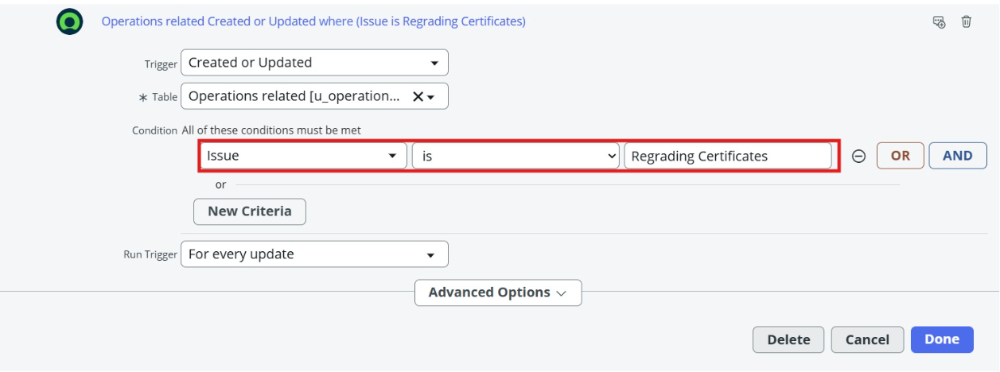 Operations related Created or Updated where (Issue is Regrading Certificates)
Trigger Created or Updated
* Table Operations related [u_operation...
Condition All of these conditions must be met
Issue is Regrading Certificates OR AND
or
New Criteria
Run Trigger For every update
Advanced Options
Delete Cancel Done